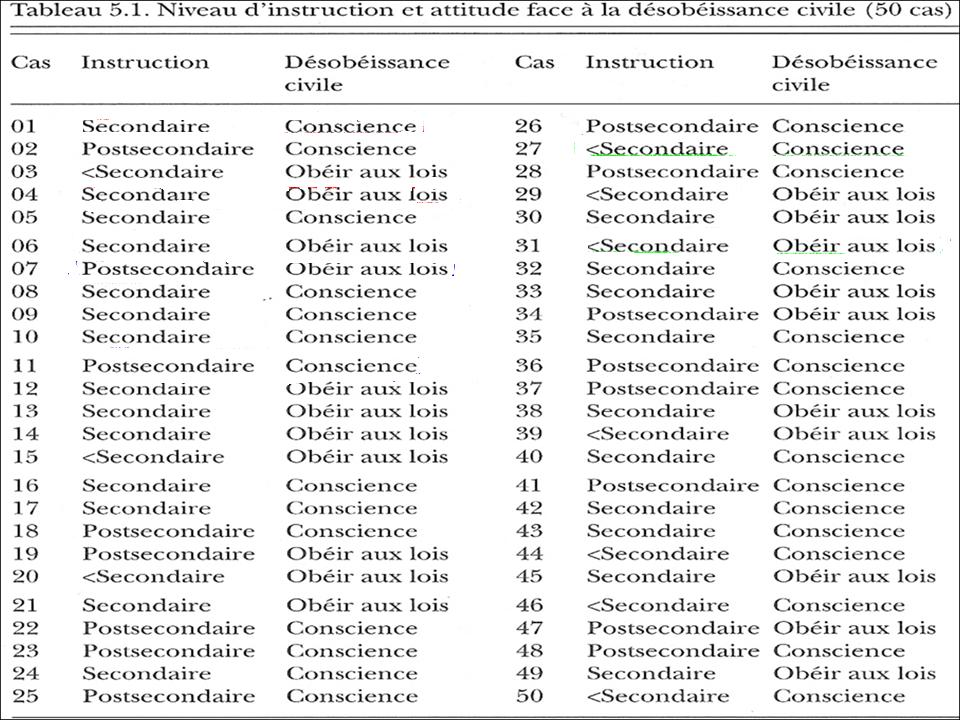 Tableau 5.1. Niveau d'instruction et attitude face à la désobéissance civile (50 cas)
Cas Instruction Désobéissance Cas Instruction Désobéissance
civile civile
01 Secondaire Conscience 26 Postsecondaire Conscience
02 Postsecondaire Conscience 27 <Secondaire Conscience
03 <Secondaire Obéir aux lois 28 Postsecondaire Conscience
04 Secondaire Obéir aux lois 29 <Secondaire Obéir aux lois
05 Secondaire Conscience 30 Secondaire Obéir aux lois
06 Secondaire Obéir aux lois 31 <Secondaire Obéir aux lois
07 Postsecondaire Obéir aux lois 32 Secondaire Conscience
08 Secondaire Conscience 33 Secondaire Obéir aux lois
09 Secondaire Conscience 34 Postsecondaire Obéir aux lois
10 Secondaire Conscience 35 Secondaire Conscience
11 Postsecondaire Conscience 36 Postsecondaire Conscience
12 Secondaire Obéir aux lois 37 Postsecondaire Conscience
13 Secondaire Obéir aux lois 38 Secondaire Obéir aux lois
14 Secondaire Obéir aux lois 39 <Secondaire Obéir aux lois
15 <Secondaire Obéir aux lois 40 Secondaire Conscience
16 Secondaire Conscience 41 Postsecondaire Conscience
17 Secondaire Conscience 42 Secondaire Conscience
18 Postsecondaire Conscience 43 Secondaire Conscience
19 Postsecondaire Obéir aux lois 44 <Secondaire Conscience
20 <Secondaire Obéir aux lois 45 Secondaire Obéir aux lois
21 Secondaire Obéir aux lois 46 <Secondaire Conscience
22 Postsecondaire Conscience 47 Postsecondaire Obéir aux lois
23 Postsecondaire Conscience 48 Postsecondaire Conscience
24 Secondaire Conscience 49 Secondaire Obéir aux lois
25 Postsecondaire Conscience 50 <Secondaire Conscience